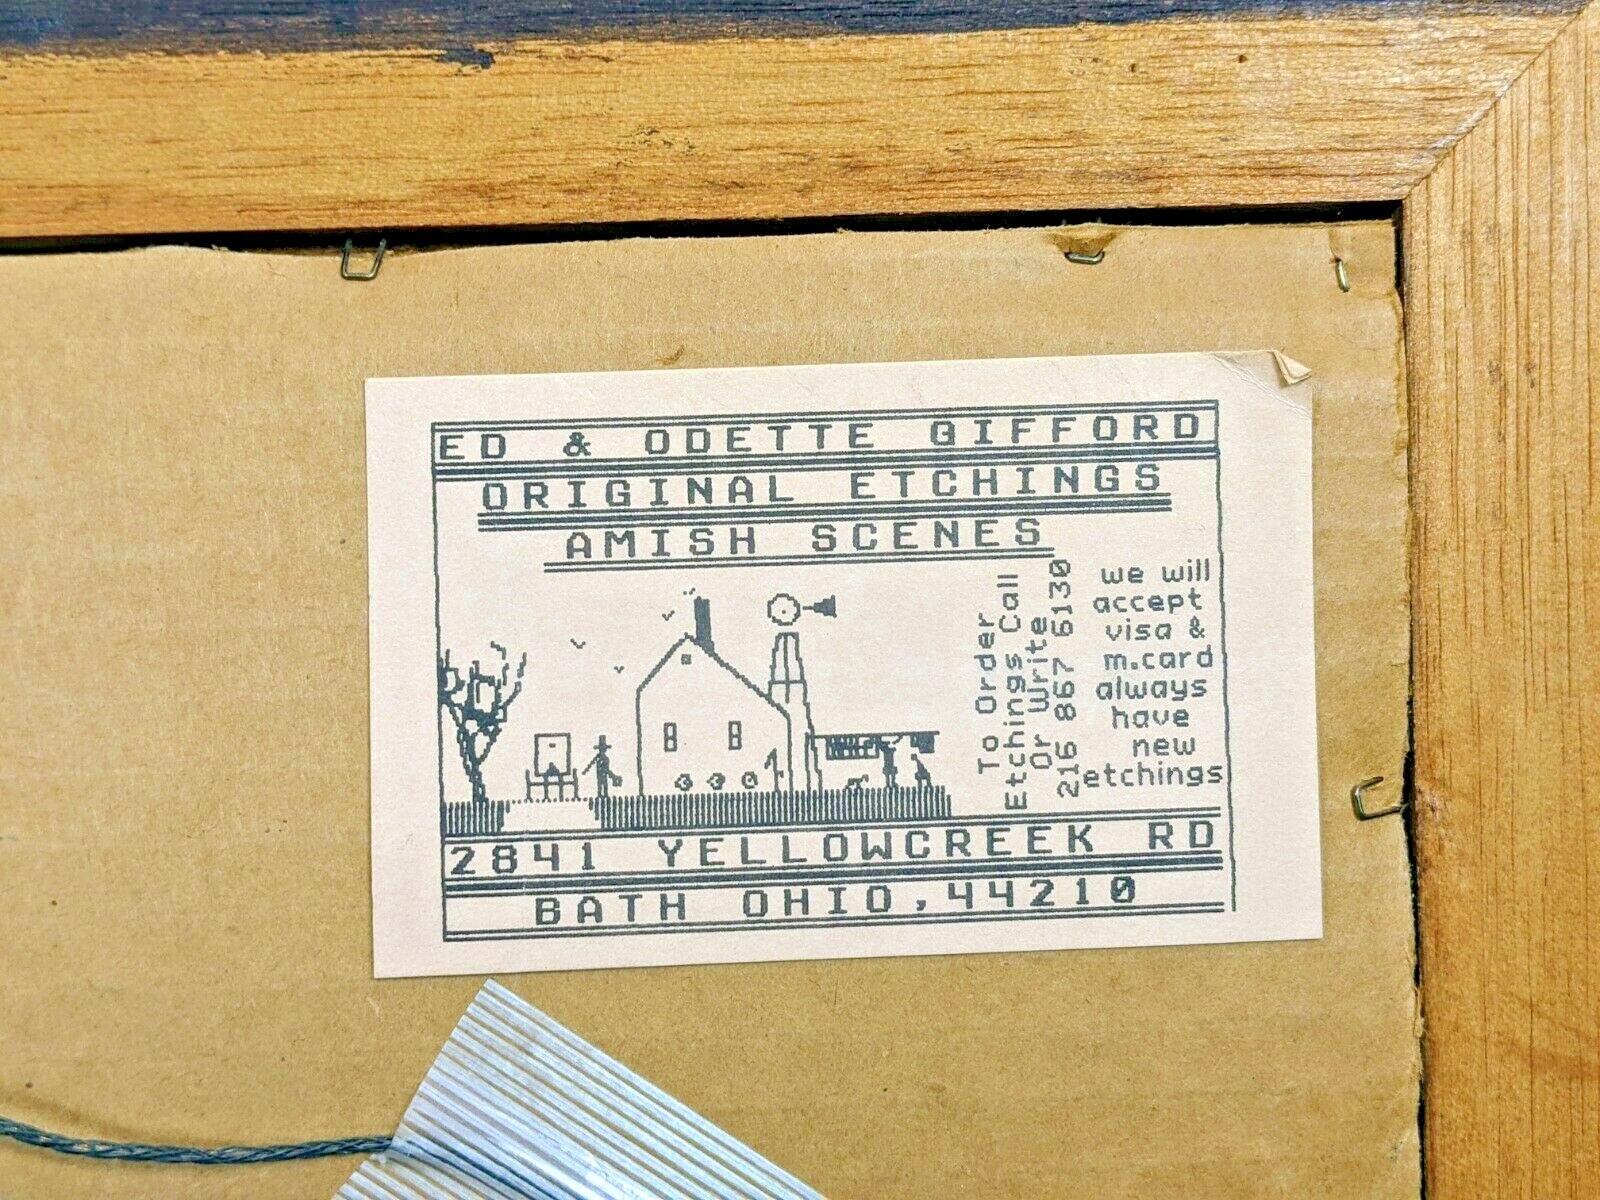 ED & ODETTE GIFFORD
ORIGINAL ETCHINGS
AMISH SCENES
To Order
Etchings Call
Or Write
216 867 6130
we will
accept
visa &
m.card
always
have
new
etchings
2841 YELLOWCREEK RD
BATH OHIO,44210